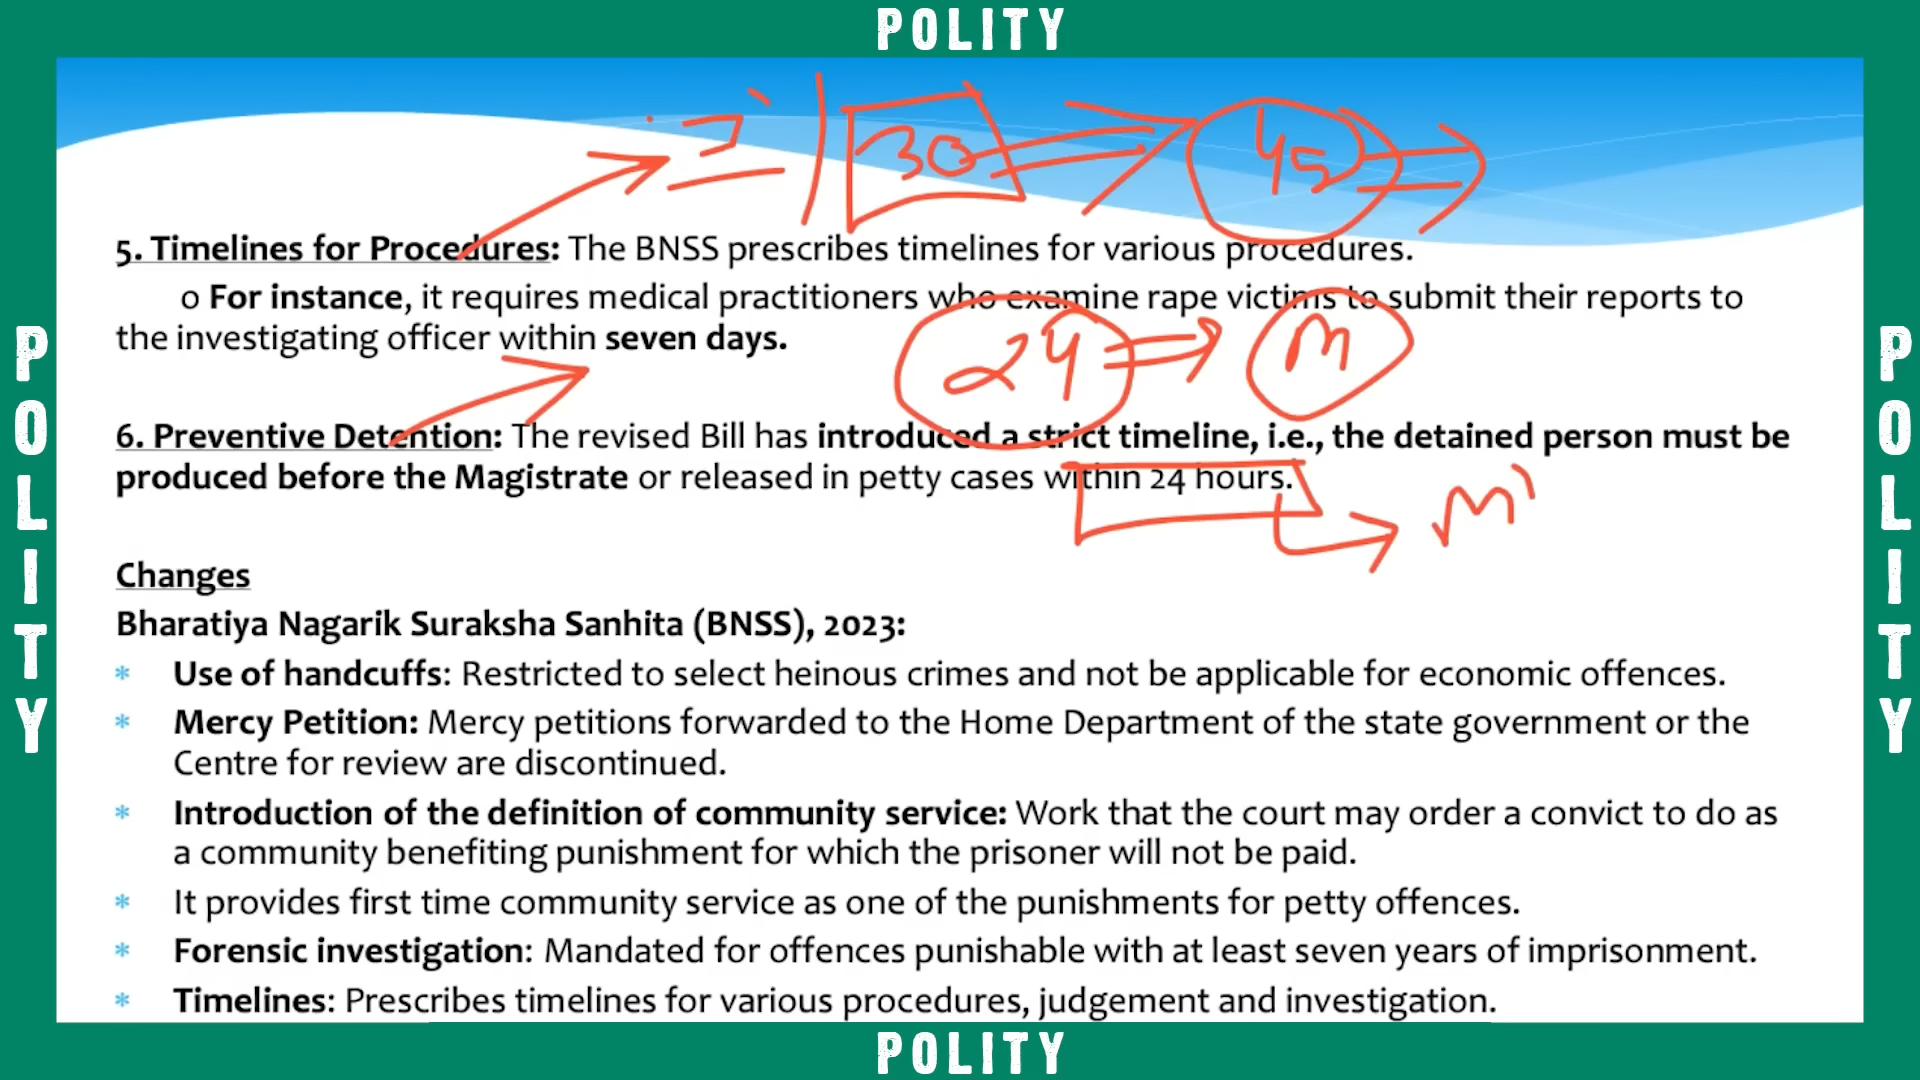 POLITY
30 45
5. Timelines for Procedures: The BNSS prescribes timelines for various procedures.
o For instance, it requires medical practitioners who examine rape victims to submit their reports to
the investigating officer within seven days.
24 m
6. Preventive Detention: The revised Bill has introduced a strict timeline, i.e., the detained person must be
produced before the Magistrate or released in petty cases within 24 hours.
m
Changes
Bharatiya Nagarik Suraksha Sanhita (BNSS), 2023:
* Use of handcuffs: Restricted to select heinous crimes and not be applicable for economic offences.
* Mercy Petition: Mercy petitions forwarded to the Home Department of the state government or the
Centre for review are discontinued.
* Introduction of the definition of community service: Work that the court may order a convict to do as
a community benefiting punishment for which the prisoner will not be paid.
* It provides first time community service as one of the punishments for petty offences.
* Forensic investigation: Mandated for offences punishable with at least seven years of imprisonment.
* Timelines: Prescribes timelines for various procedures, judgement and investigation.
POLITY
POLITY
POLITY